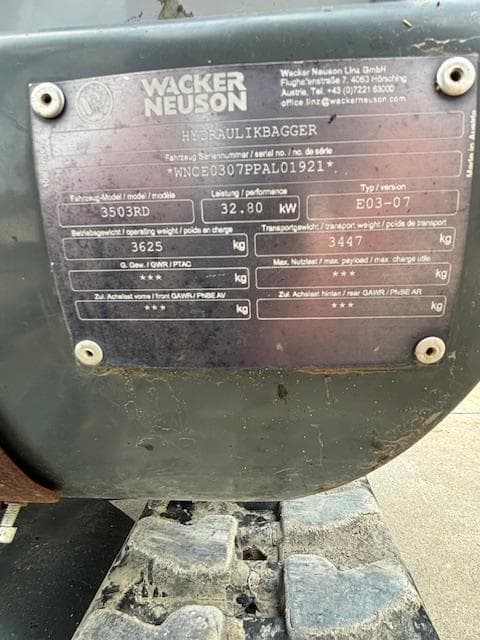 WACKER
NEUSON
Wacker Neuson Linz GmbH
Flughafenstraße 7, 4063 Hörsching
Austria, Tel. +43 (0)7221 63000
office.linz@wackerneuson.com
HYDRAULIKBAGGER
Fahrzeug Seriennummer / serial no. / no. de série
*WNCE0307PPAL01921*
Fahrzeug-Model / model / modèle
3503RD
Leistung / performance
32.80 kW
Typ / version
E03-07
Betriebsgewicht / operating weight / poids en charge
3625 kg
Transportgewicht / transport weight / poids de transport
3447 kg
G. Gew. / GWR / PTAC
*** kg
Max. Nutzlast / max. payload / max. charge utile
*** kg
Zul. Achslast vorne / front GAWR / PNBE AV
*** kg
Zul. Achslast hinten / rear GAWR / PNBE AR
*** kg
Made in Austria